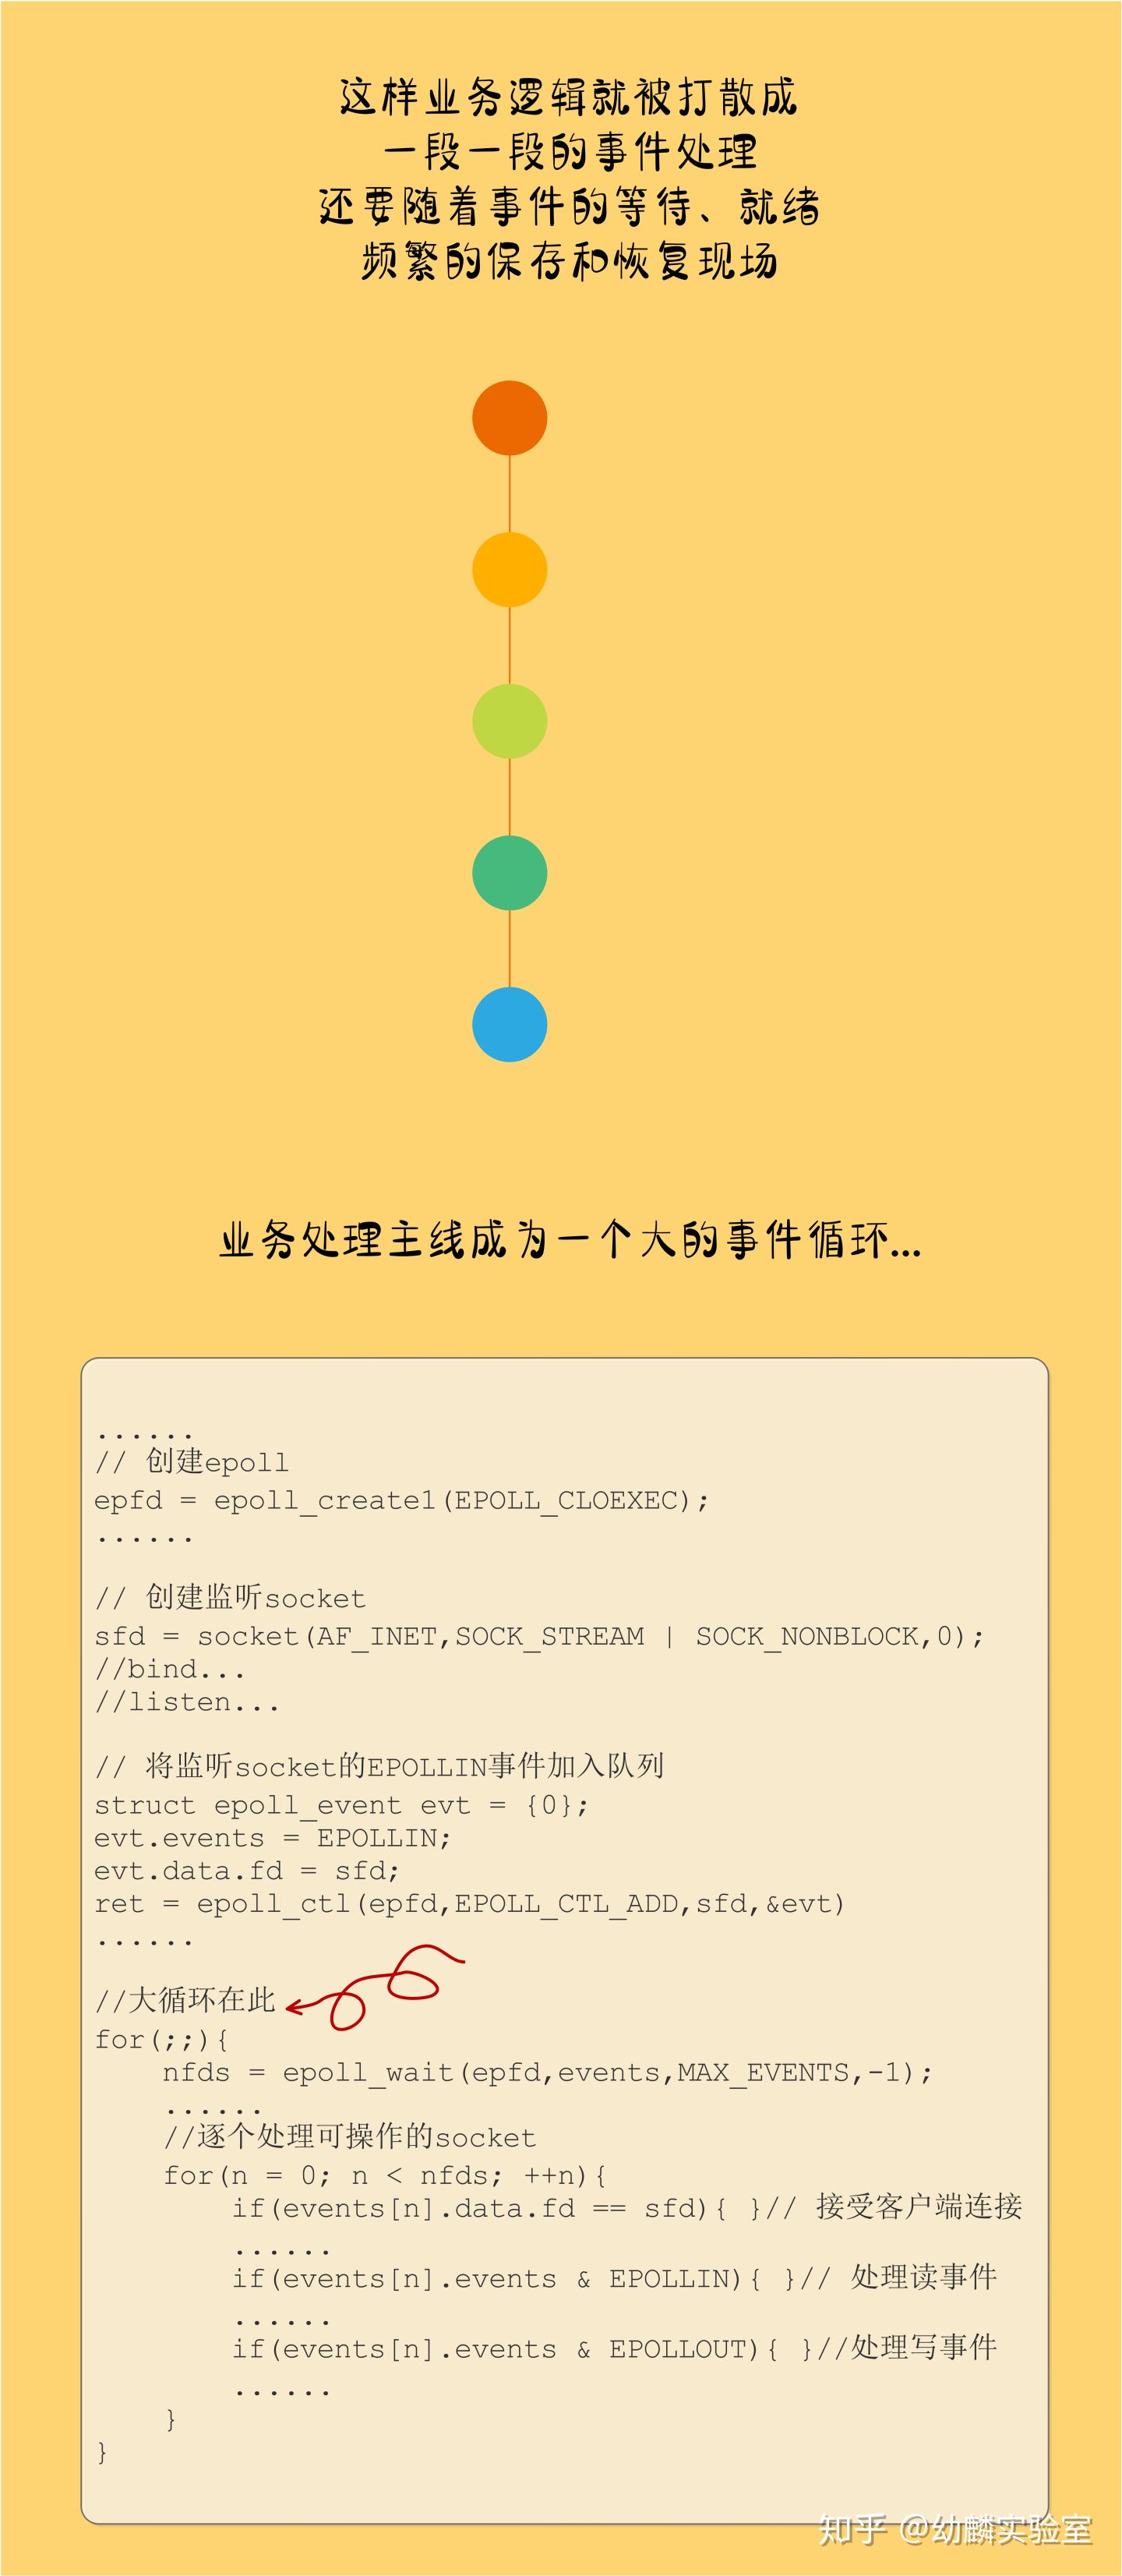 这样业务逻辑就被打散成
一段一段的事件处理
还要随着事件的等待、就绪
频繁的保存和恢复现场
业务处理主线成为一个大的事件循环...
......
// 创建epoll
epfd = epoll_create1(EPOLL_CLOEXEC);
......
// 创建监听socket
sfd = socket(AF_INET,SOCK_STREAM | SOCK_NONBLOCK,0);
//bind...
//listen...
// 将监听socket的EPOLLIN事件加入队列
struct epoll_event evt = {0};
evt.events = EPOLLIN;
evt.data.fd = sfd;
ret = epoll_ctl(epfd,EPOLL_CTL_ADD,sfd,&evt)
......
//大循环在此
for(;;){
    nfds = epoll_wait(epfd,events,MAX_EVENTS,-1);
    ......
    //逐个处理可操作的socket
    for(n = 0; n < nfds; ++n){
        if(events[n].data.fd == sfd){ }// 接受客户端连接
        ......
        if(events[n].events & EPOLLIN){ }// 处理读事件
        ......
        if(events[n].events & EPOLLOUT){ }//处理写事件
        ......
    }
}
知乎 @幼麟实验室